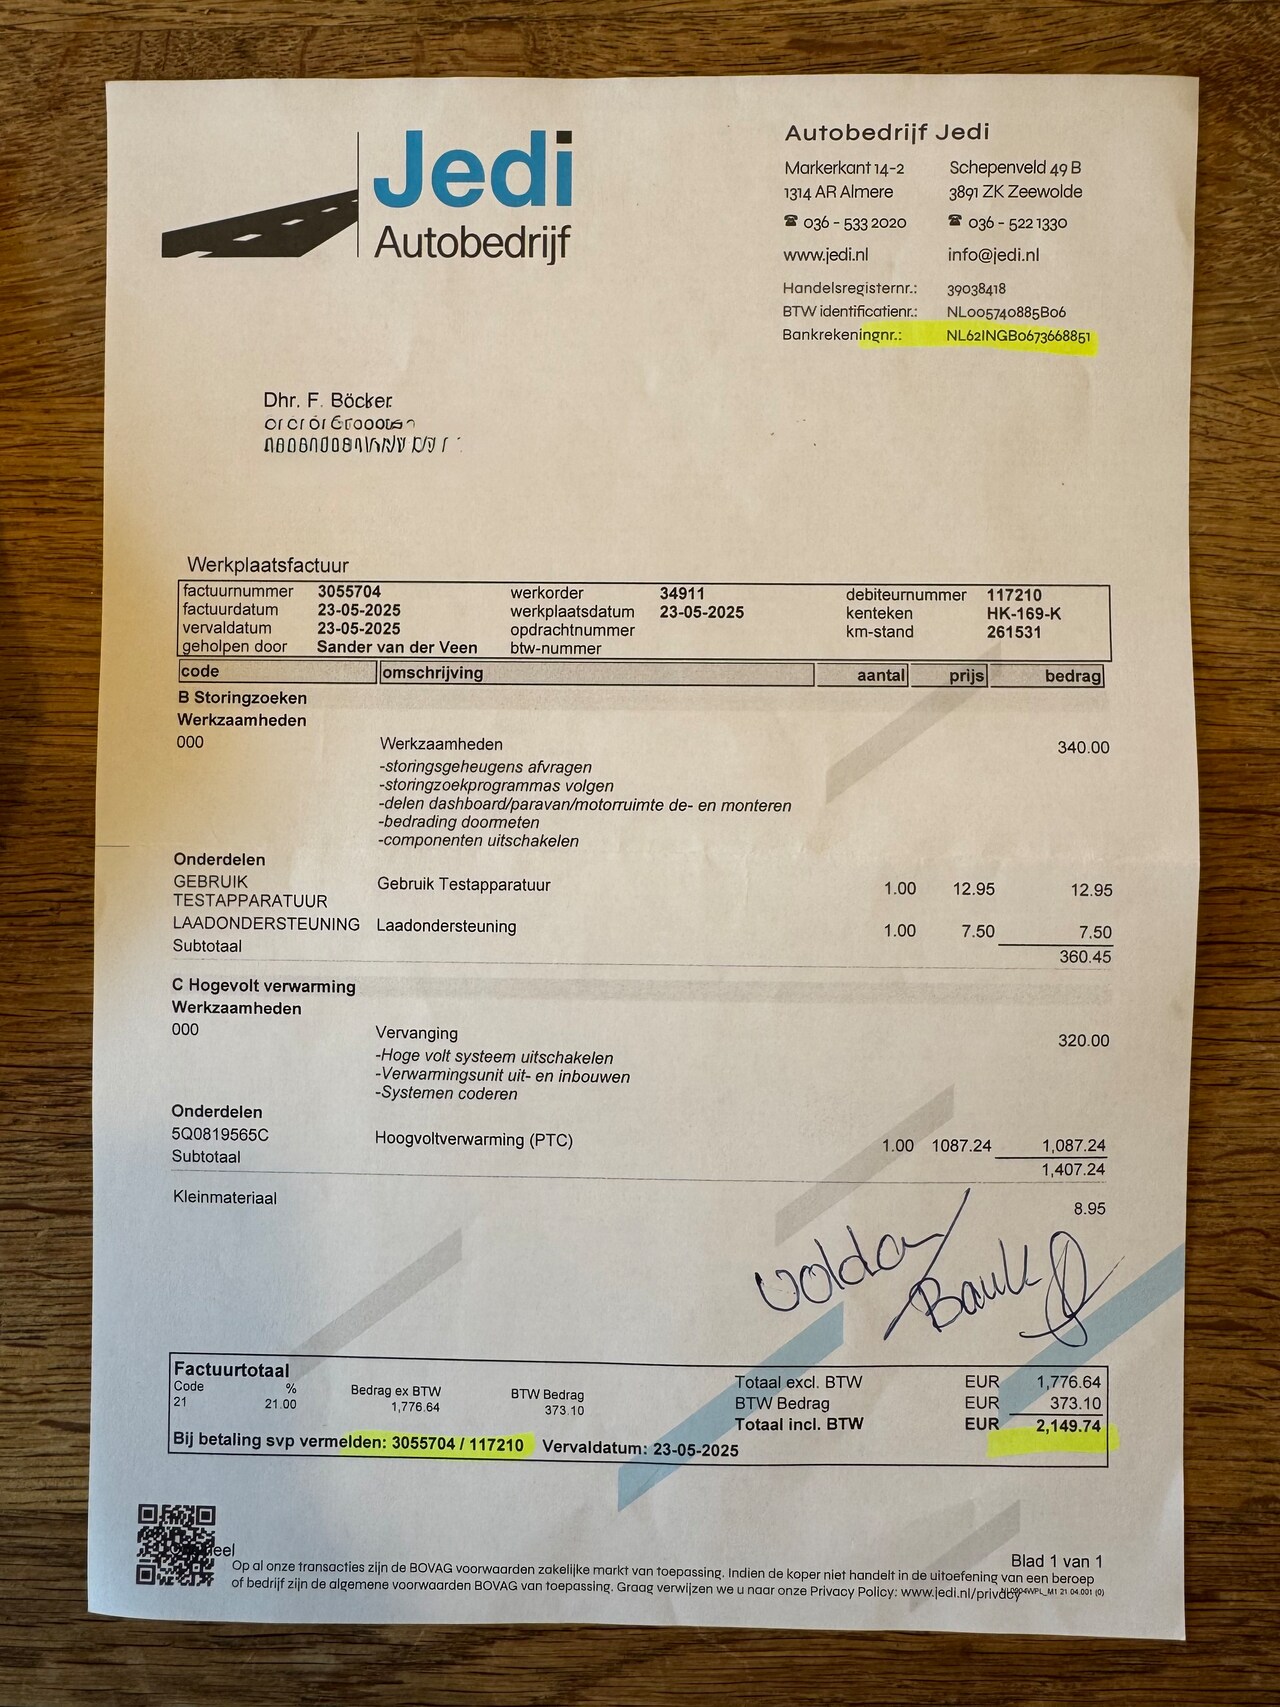 Jedi
Autobedrijf
Autobedrijf Jedi
Markerkant 14-2 Schepenveld 49 B
1314 AR Almere 3891 ZK Zeewolde
☎ 036 - 533 2020 ☎ 036 - 522 1330
www.jedi.nl info@jedi.nl
Handelsregisternr.: 39038418
BTW identificatienr.: NL005740885B06
Bankrekeningnr.: NL62INGB0673668851
Dhr. F. Böcker
Werkplaatsfactuur
factuurnummer 3055704 werkorder 34911 debiteurnummer 117210
factuurdatum 23-05-2025 werkplaatsdatum 23-05-2025 kenteken HK-169-K
vervaldatum 23-05-2025 opdrachtnummer km-stand 261531
geholpen door Sander van der Veen btw-nummer
code omschrijving aantal prijs bedrag
B Storingzoeken
Werkzaamheden
000 Werkzaamheden 340.00
-storingsgeheugens afvragen
-storingzoekprogrammas volgen
-delen dashboard/paravan/motorruimte de- en monteren
-bedrading doormeten
-componenten uitschakelen
Onderdelen
GEBRUIK Gebruik Testapparatuur 1.00 12.95 12.95
TESTAPPARATUUR
LAADONDERSTEUNING Laadondersteuning 1.00 7.50 7.50
Subtotaal 360.45
C Hogevolt verwarming
Werkzaamheden
000 Vervanging 320.00
-Hoge volt systeem uitschakelen
-Verwarmingsunit uit- en inbouwen
-Systemen coderen
Onderdelen
5Q0819565C Hoogvoltverwarming (PTC) 1.00 1087.24 1,087.24
Subtotaal 1,407.24
Kleinmateriaal 8.95
Bank
Factuurtotaal
Code % Bedrag ex BTW BTW Bedrag Totaal excl. BTW EUR 1,776.64
21 21.00 1,776.64 373.10 BTW Bedrag EUR 373.10
Totaal incl. BTW EUR 2,149.74
Bij betaling svp vermelden: 3055704 / 117210 Vervaldatum: 23-05-2025
Blad 1 van 1
Op al onze transacties zijn de BOVAG voorwaarden zakelijke markt van toepassing. Indien de koper niet handelt in de uitoefening van een beroep
of bedrijf zijn de algemene voorwaarden BOVAG van toepassing. Graag verwijzen we u naar onze Privacy Policy: www.jedi.nl/privacy